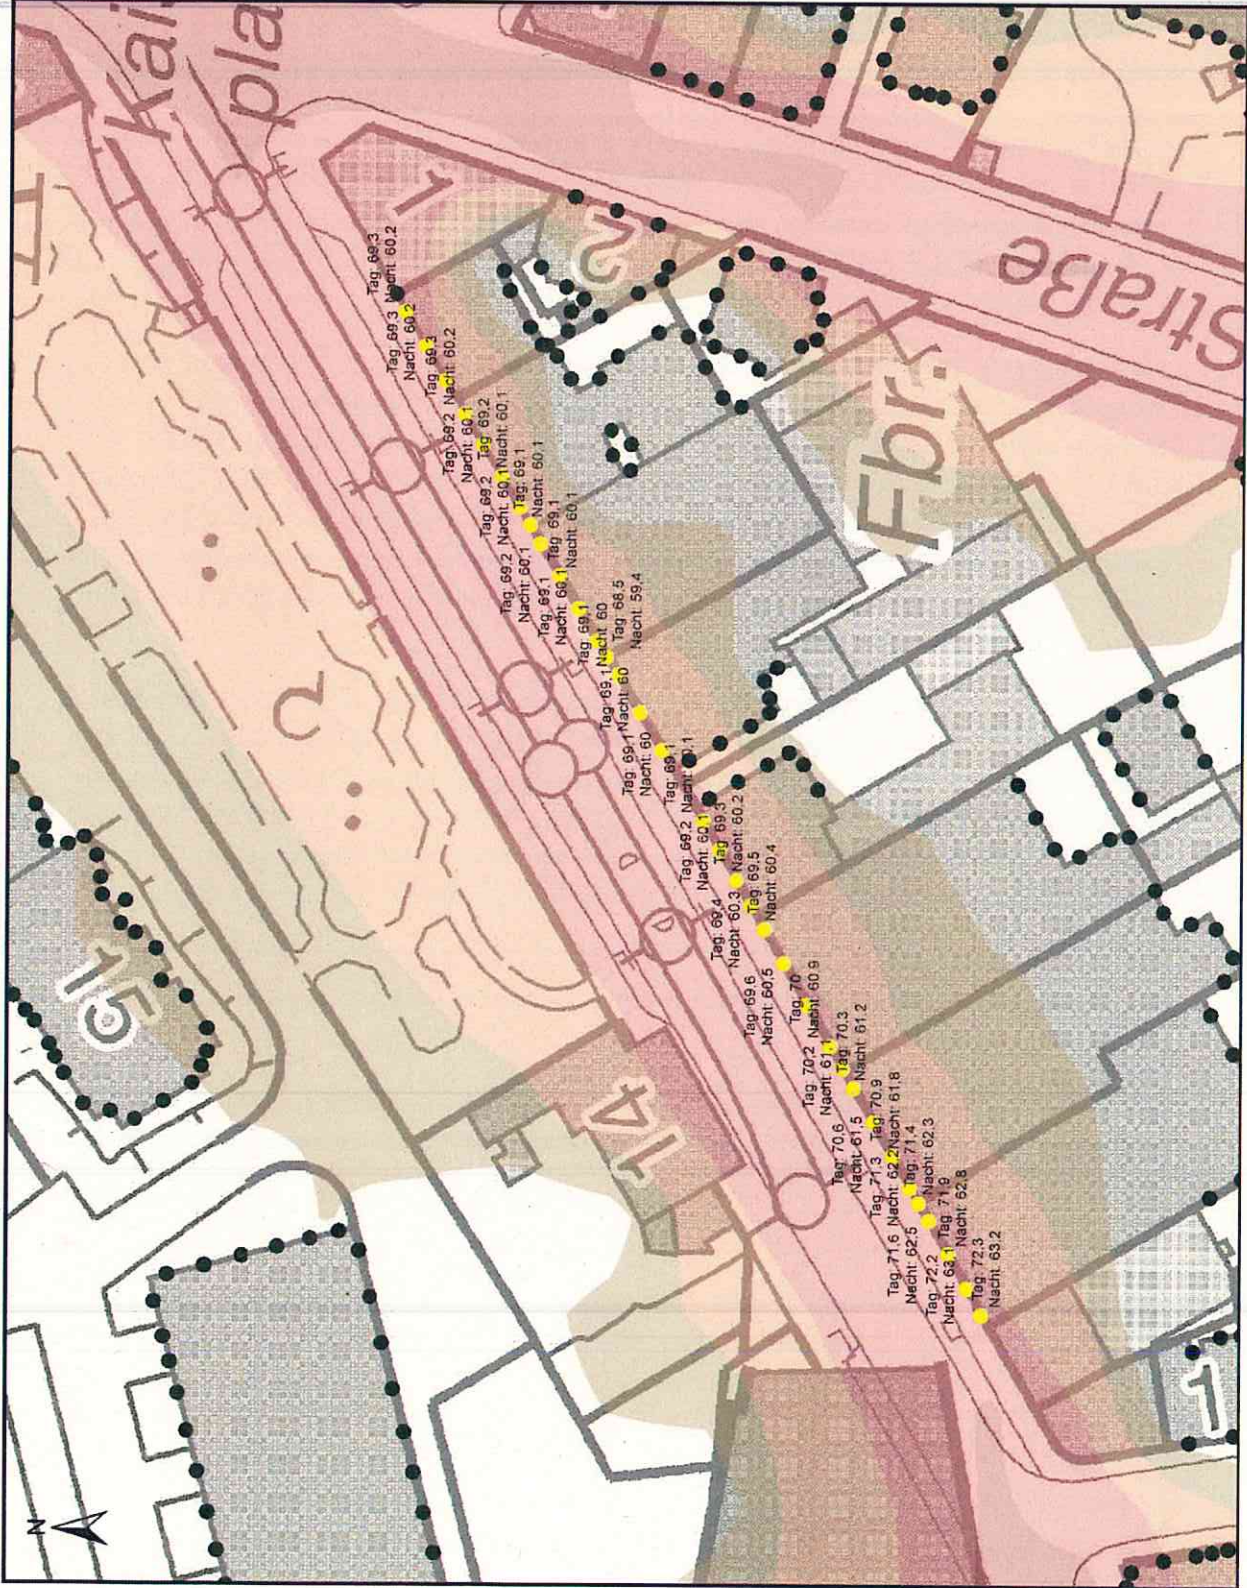 Kai
pla
1
Tag: 69,3
Nacht: 60,2
Tag: 69,3
Nacht: 60,2
Tag: 69,3
Nacht: 60,2
Tag: 69,2
Nacht: 60,1
Tag: 69,2
Nacht: 60,1
Tag: 69,2
Nacht: 60,1
Tag: 69,1
Nacht: 60,1
Tag: 69,2
Nacht: 60,1
Tag: 69,1
Nacht: 60,1
Tag: 69,1
Nacht: 60,1
Tag: 69,1
Nacht: 60
Tag: 68,5
Nacht: 59,4
Tag: 69,1
Nacht: 60
Tag: 69,1
Nacht: 60
Tag: 69,1
Nacht: 60,1
Tag: 69,2
Nacht: 60,1
Tag: 69,3
Nacht: 60,2
Tag: 69,4
Nacht: 60,3
Tag: 69,5
Nacht: 60,4
Tag: 69,6
Nacht: 60,5
Tag: 70
Nacht: 60,9
Tag: 70,2
Nacht: 61,1
Tag: 70,3
Nacht: 61,2
Tag: 70,6
Nacht: 61,5
Tag: 70,9
Nacht: 61,8
Tag: 71,3
Nacht: 62,2
Tag: 71,4
Nacht: 62,3
Tag: 71,6
Nacht: 62,5
Tag: 71,9
Nacht: 62,8
Tag: 72,2
Nacht: 63,1
Tag: 72,3
Nacht: 63,2
2
Straße
Fbr.
14
1
N